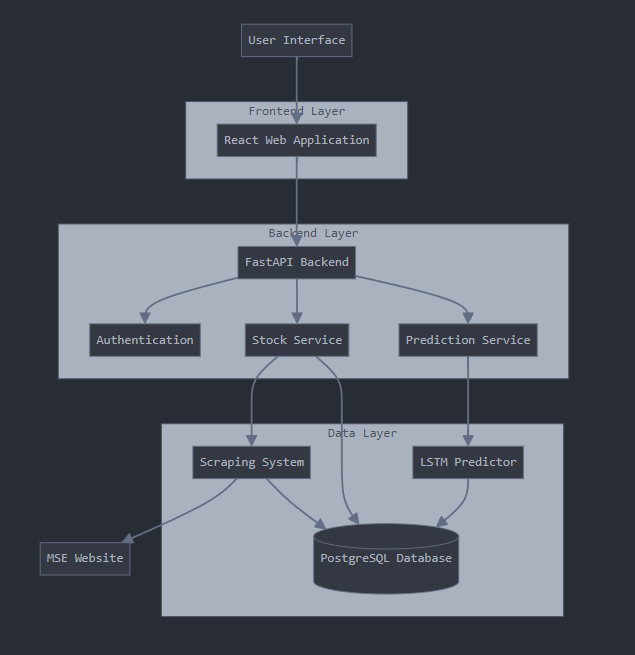 User Interface
Frontend Layer
React Web Application
Backend Layer
FastAPI Backend
Authentication
Stock Service
Prediction Service
Data Layer
Scraping System
LSTM Predictor
MSE Website
PostgreSQL Database